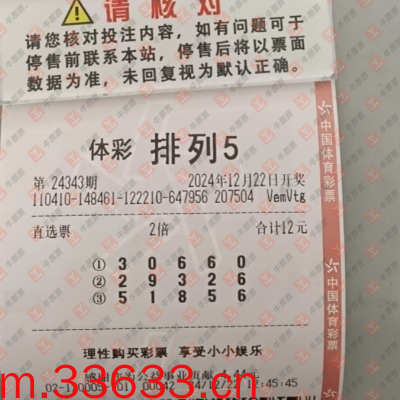 请核对
请您核对投注内容，如有问题可于
停售前联系本站，停售后将以票面
数据为准，未回复视为默认正确。
体彩 排列5
第 24343期 2024年12月22日开奖
110410-148461-122210-647956 207504 VemVtg
直选票 2倍 合计12元
① 3 0 6 6 0
② 2 9 3 2 6
③ 5 1 8 5 6
理性购买彩票 享受小小娱乐
m.33633.cn
中国体育彩票
中国体育彩票